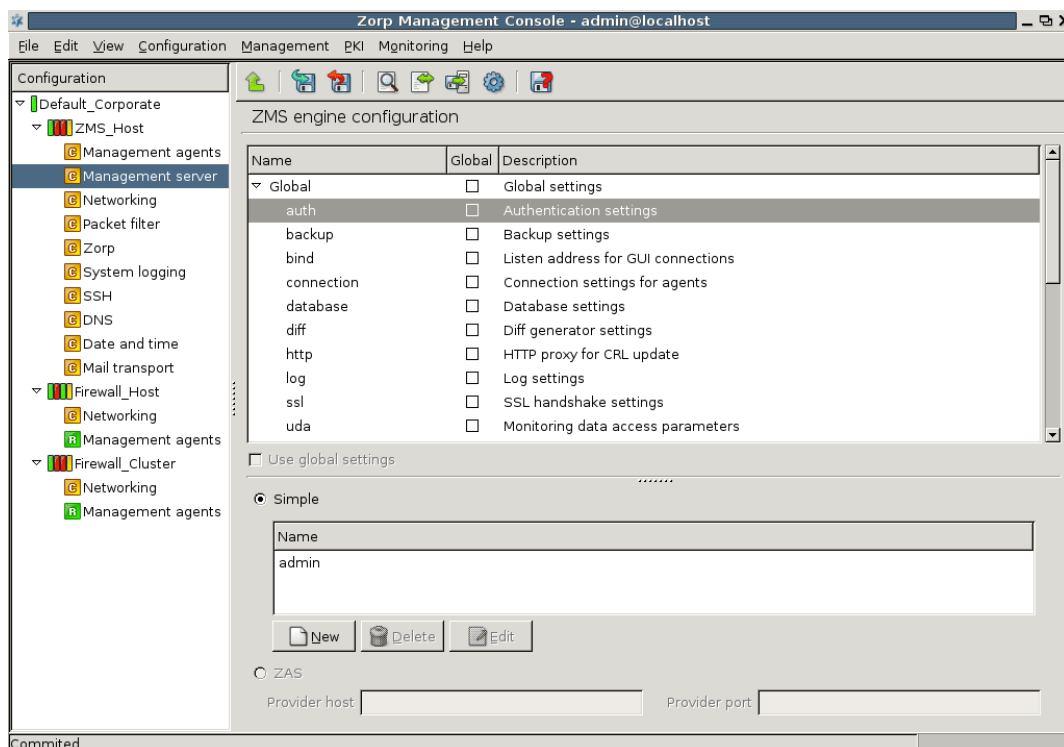 Zorp Management Console - admin@localhost
File Edit View Configuration Management PKI Monitoring Help
Configuration
Default_Corporate
ZMS_Host
Management agents
Management server
Networking
Packet filter
Zorp
System logging
SSH
DNS
Date and time
Mail transport
Firewall_Host
Networking
Management agents
Firewall_Cluster
Networking
Management agents
ZMS engine configuration
Name Global Description
Global Global settings
auth Authentication settings
backup Backup settings
bind Listen address for GUI connections
connection Connection settings for agents
database Database settings
diff Diff generator settings
http HTTP proxy for CRL update
log Log settings
ssl SSL handshake settings
uda Monitoring data access parameters
Use global settings
Simple
Name
admin
New Delete Edit
ZAS
Provider host Provider port
Commited